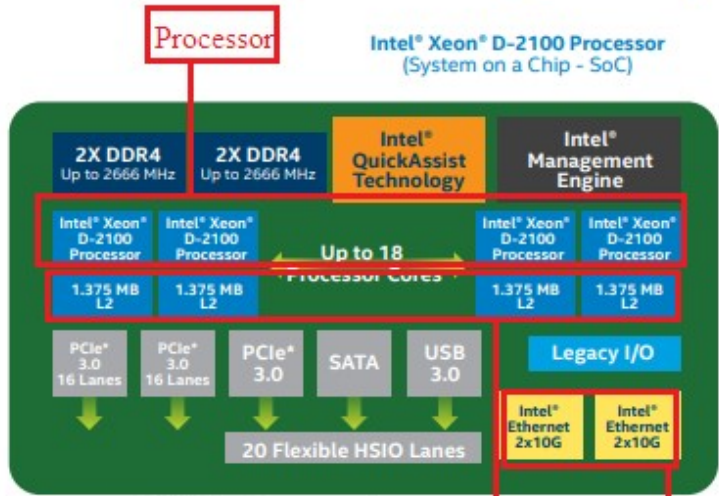 Processor
Intel® Xeon® D-2100 Processor
(System on a Chip - SoC)
2X DDR4
Up to 2666 MHz
2X DDR4
Up to 2666 MHz
Intel®
QuickAssist
Technology
Intel®
Management
Engine
Intel® Xeon®
D-2100
Processor
Intel® Xeon®
D-2100
Processor
Up to 18
Processor Cores
Intel® Xeon®
D-2100
Processor
Intel® Xeon®
D-2100
Processor
1.375 MB
L2
1.375 MB
L2
1.375 MB
L2
1.375 MB
L2
PCIe*
3.0
16 Lanes
PCIe*
3.0
16 Lanes
PCIe*
3.0
SATA
USB
3.0
Legacy I/O
Intel®
Ethernet
2x10G
Intel®
Ethernet
2x10G
20 Flexible HSIO Lanes